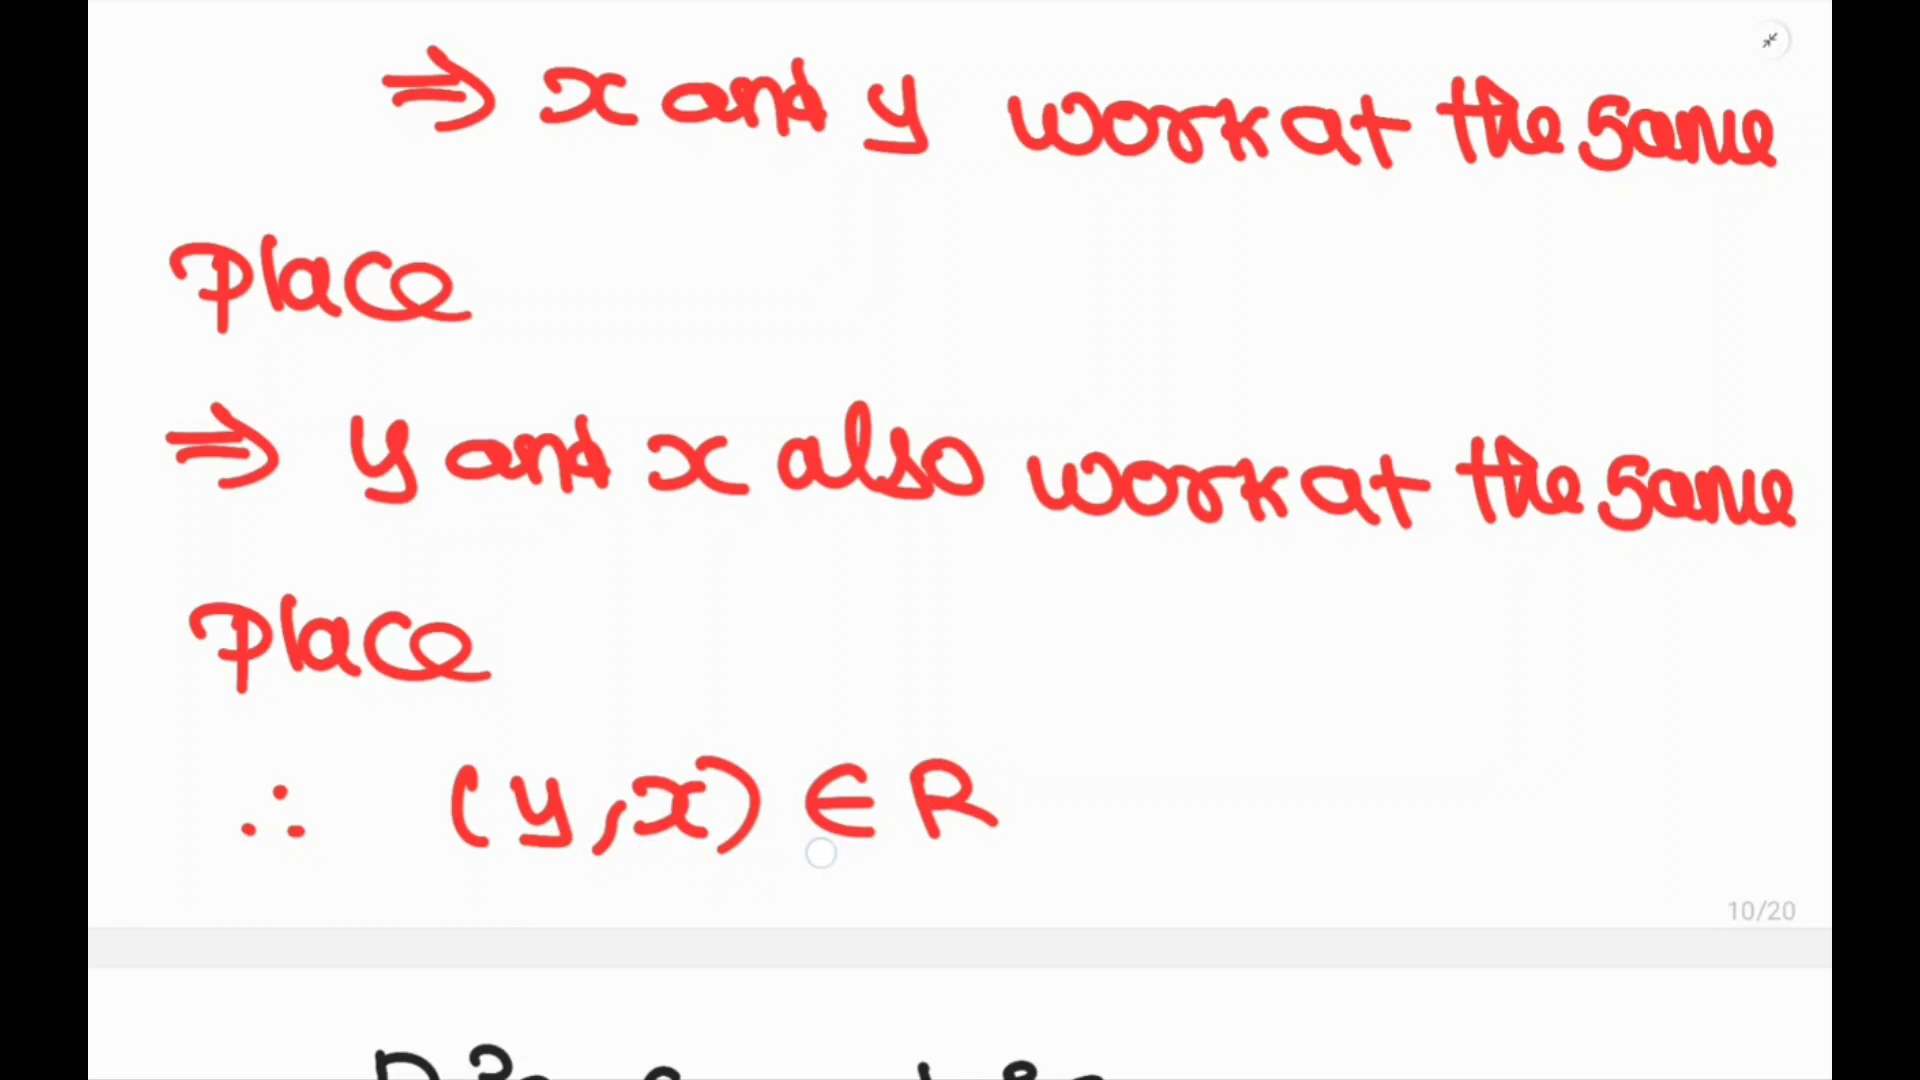 ⇒ x and y work at the same
place
⇒ y and x also work at the same
place
∴ (y,x) ∈ R
10/20